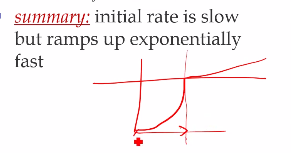 summary: initial rate is slow
but ramps up exponentially
fast